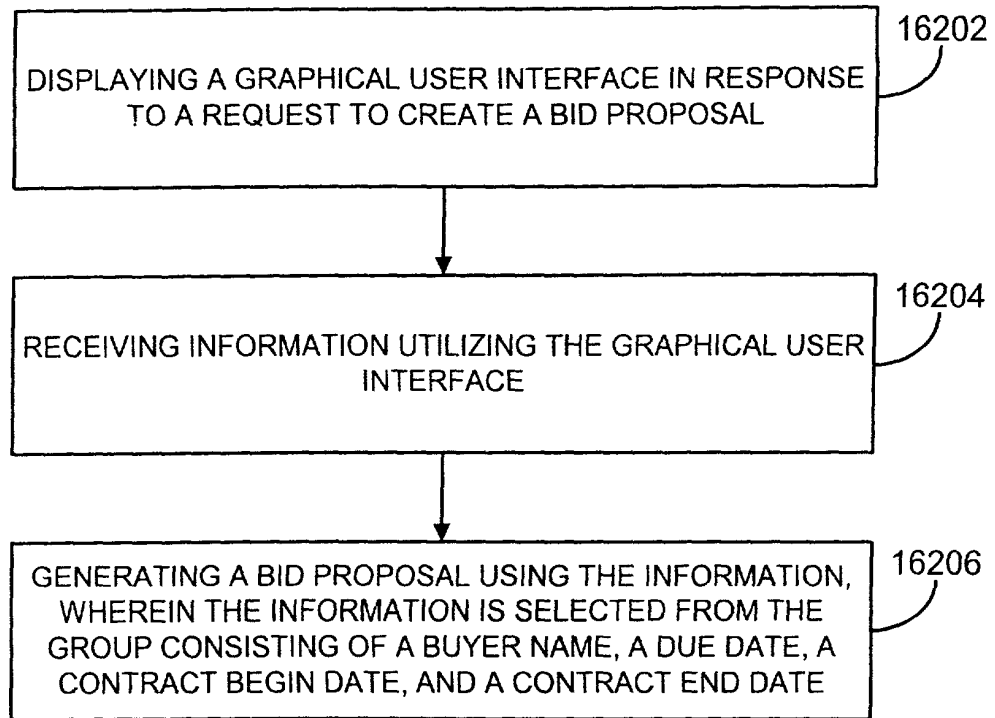 16202
DISPLAYING A GRAPHICAL USER INTERFACE IN RESPONSE
TO A REQUEST TO CREATE A BID PROPOSAL
16204
RECEIVING INFORMATION UTILIZING THE GRAPHICAL USER
INTERFACE
16206
GENERATING A BID PROPOSAL USING THE INFORMATION,
WHEREIN THE INFORMATION IS SELECTED FROM THE
GROUP CONSISTING OF A BUYER NAME, A DUE DATE, A
CONTRACT BEGIN DATE, AND A CONTRACT END DATE